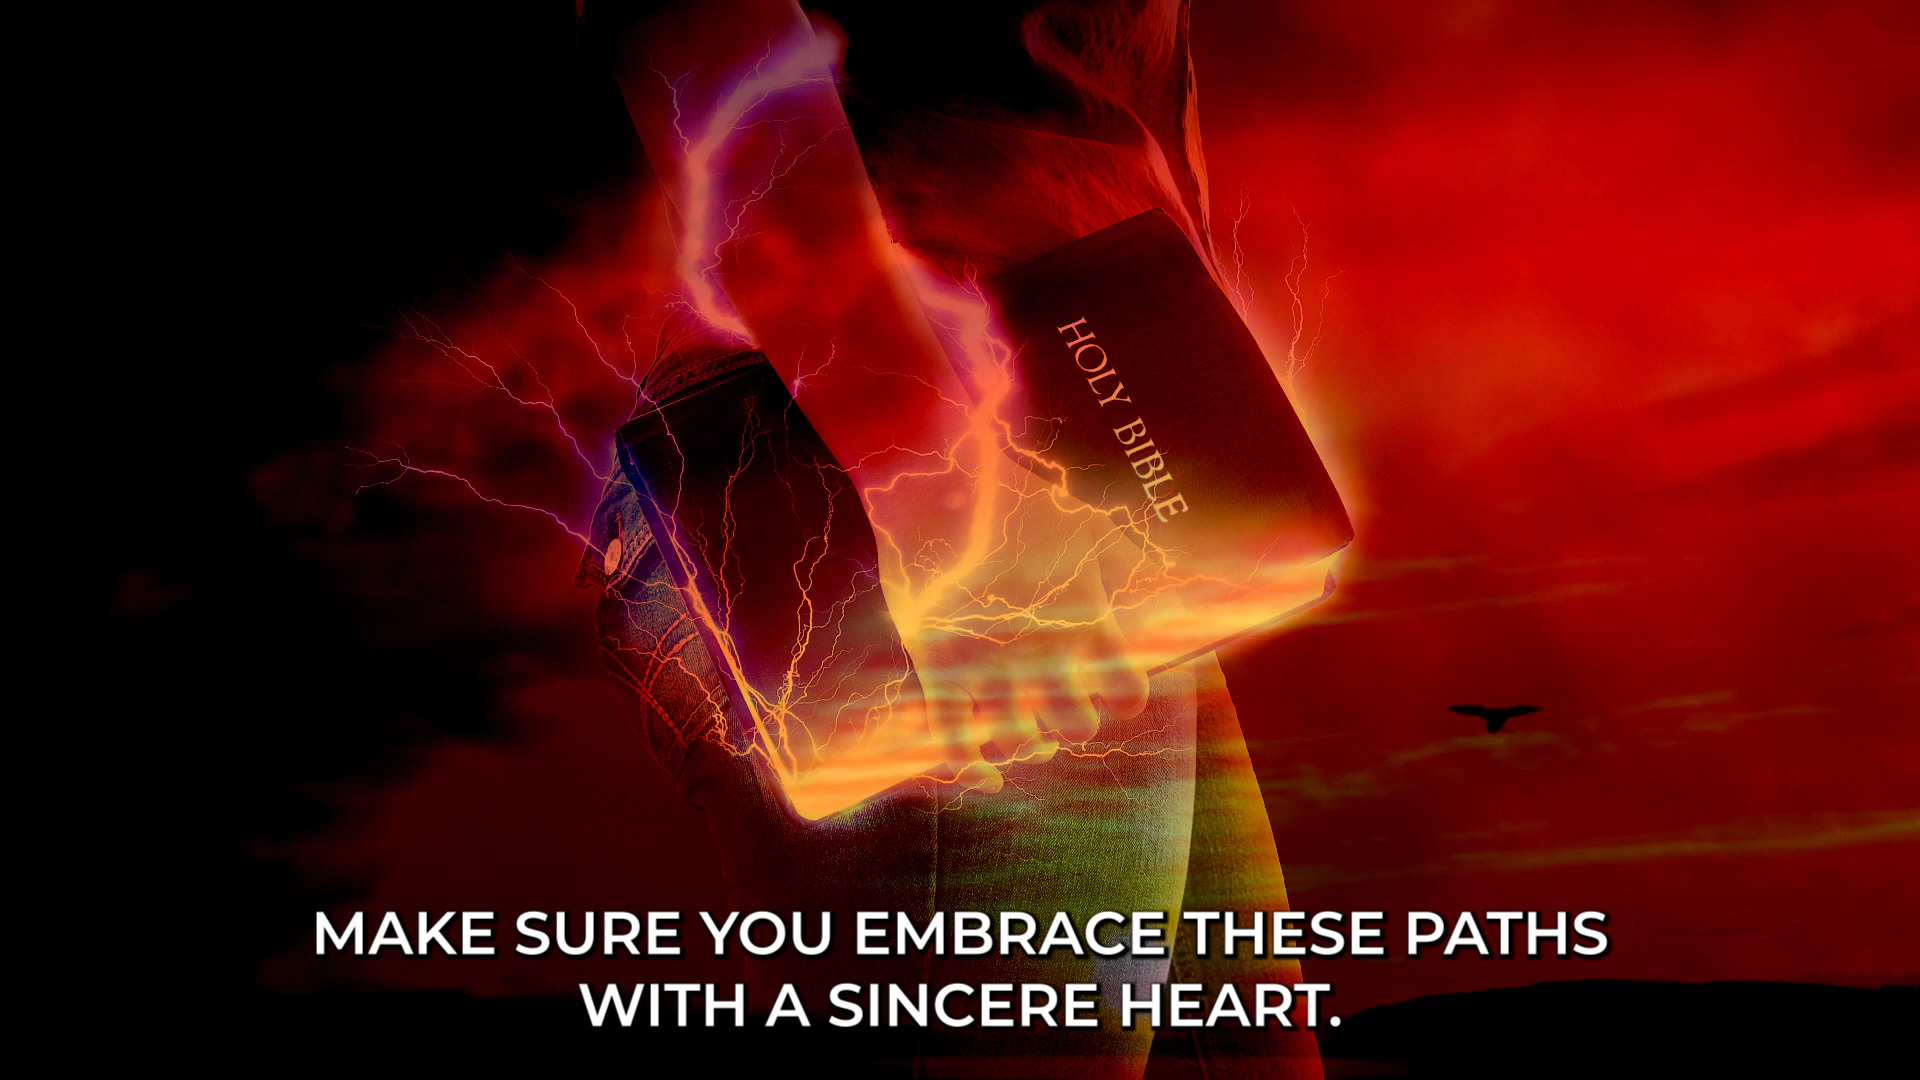 HOLY BIBLE
MAKE SURE YOU EMBRACE THESE PATHS
WITH A SINCERE HEART.